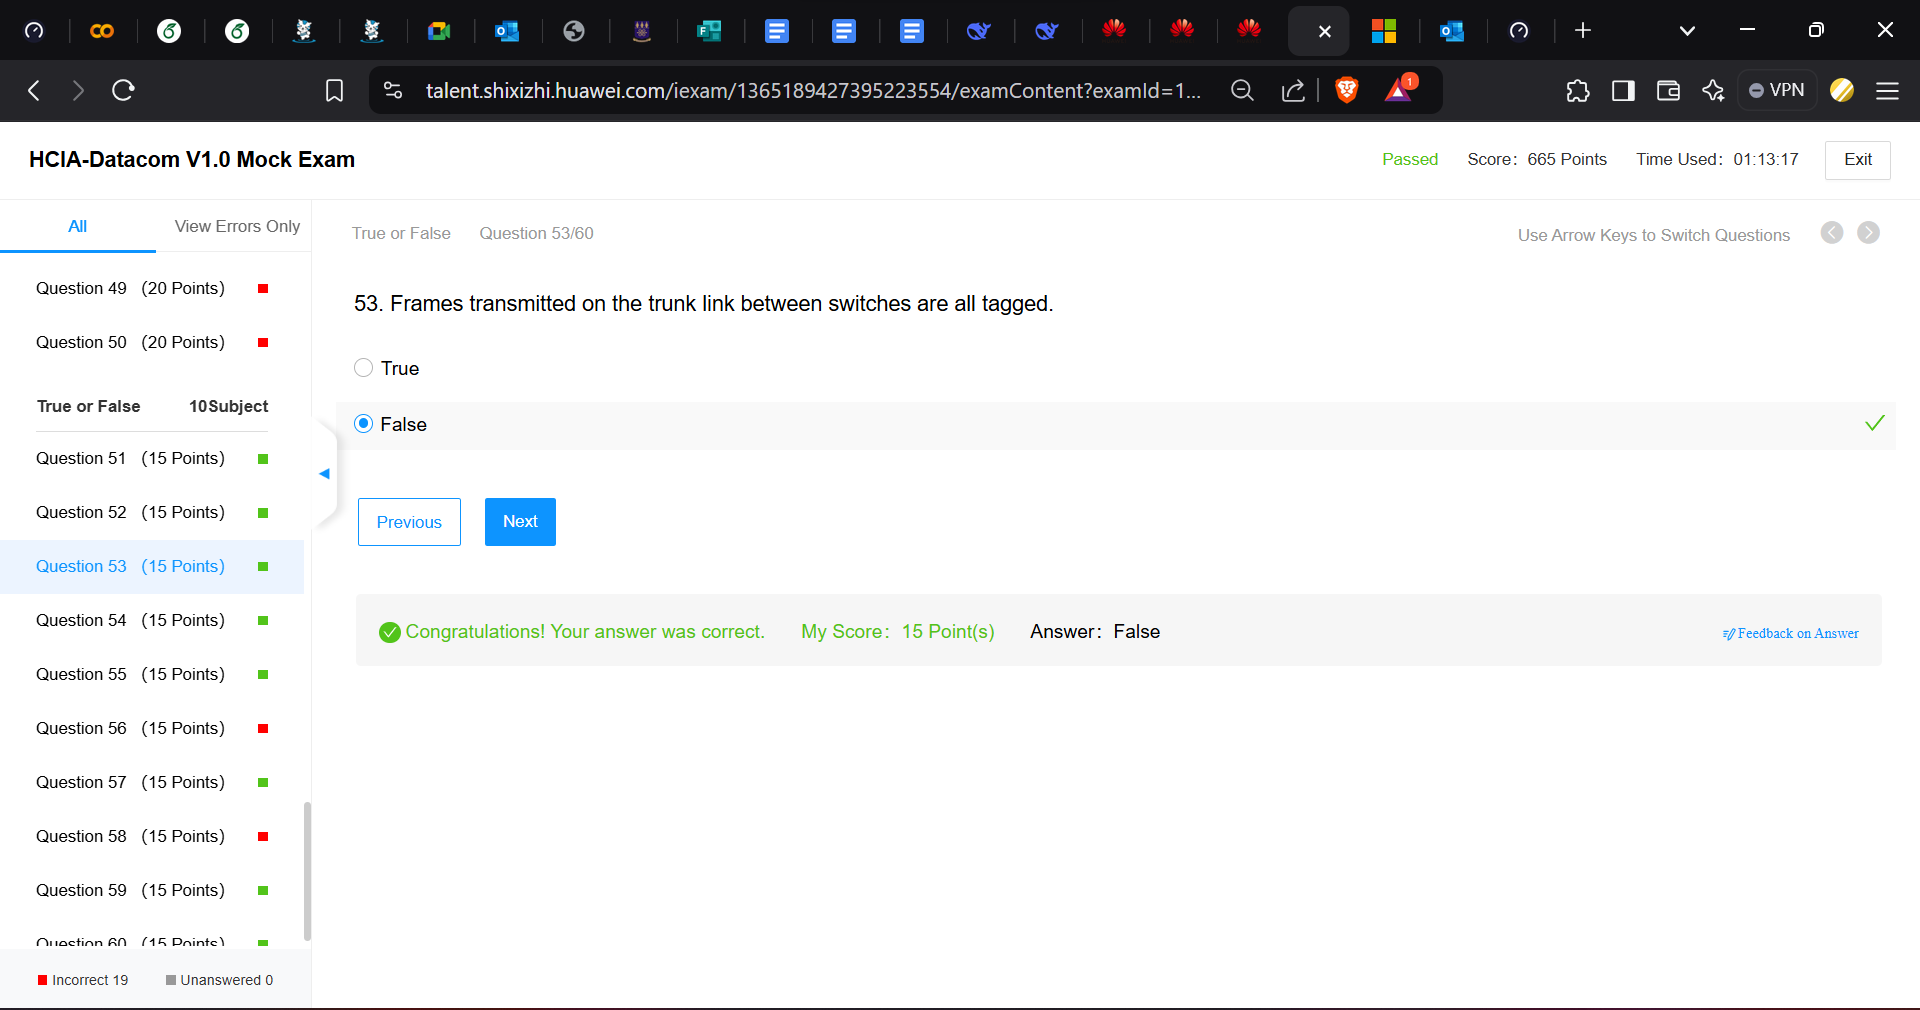 talent.shixizhi.huawei.com/iexam/1365189427395223554/examContent?examId=1...
1
VPN
HCIA-Datacom V1.0 Mock Exam
Passed
Score: 665 Points
Time Used: 01:13:17
Exit
All
View Errors Only
True or False
Question 53/60
Use Arrow Keys to Switch Questions
Question 49 (20 Points)
Question 50 (20 Points)
True or False 10Subject
Question 51 (15 Points)
Question 52 (15 Points)
Question 53 (15 Points)
Question 54 (15 Points)
Question 55 (15 Points)
Question 56 (15 Points)
Question 57 (15 Points)
Question 58 (15 Points)
Question 59 (15 Points)
Question 60 (15 Points)
Incorrect 19
Unanswered 0
53. Frames transmitted on the trunk link between switches are all tagged.
True
False
Previous
Next
Congratulations! Your answer was correct.
My Score: 15 Point(s)
Answer: False
Feedback on Answer